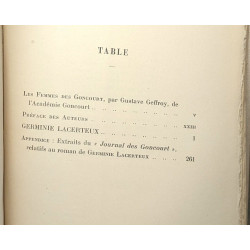 TABLE
LES FEMMES DES GONCOURT, par Gustave Geffroy, de
l'Académie Goncourt . . . . . . . . . V
PRÉFACE DES AUTEURS . . . . . . . . XXIII
GERMINIE LACERTEUX . . . . . . . . 1
APPENDICE : Extraits du « Journal des Goncourt »,
relatifs au roman de GERMINIE LACERTEUX . . . 261